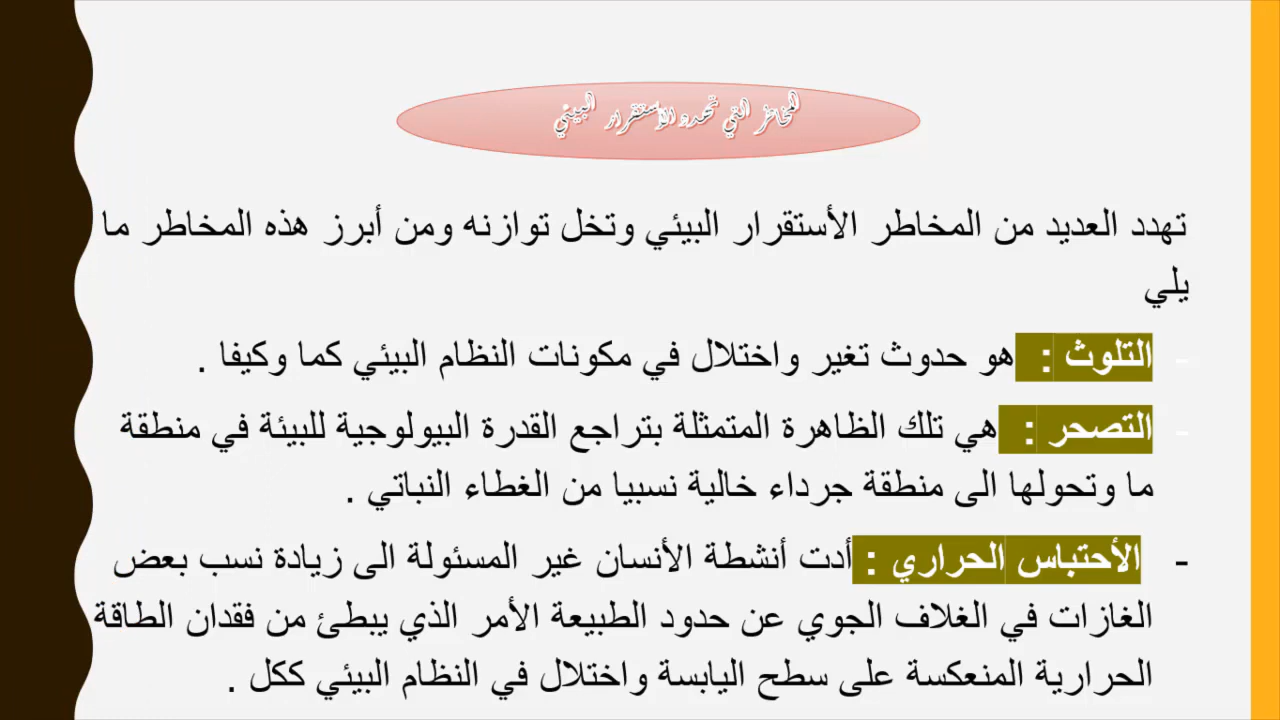 المخاطر التي تهدد الأستقرار البيئي
تهدد العديد من المخاطر الأستقرار البيئي وتخل توازنه ومن أبرز هذه المخاطر ما
يلي
- التلوث : هو حدوث تغير واختلال في مكونات النظام البيئي كما وكيفا .
- التصحر : هي تلك الظاهرة المتمثلة بتراجع القدرة البيولوجية للبيئة في منطقة
ما وتحولها الى منطقة جرداء خالية نسبيا من الغطاء النباتي .
- الأحتباس الحراري : أدت أنشطة الأنسان غير المسئولة الى زيادة نسب بعض
الغازات في الغلاف الجوي عن حدود الطبيعة الأمر الذي يبطئ من فقدان الطاقة
الحرارية المنعكسة على سطح اليابسة واختلال في النظام البيئي ككل .